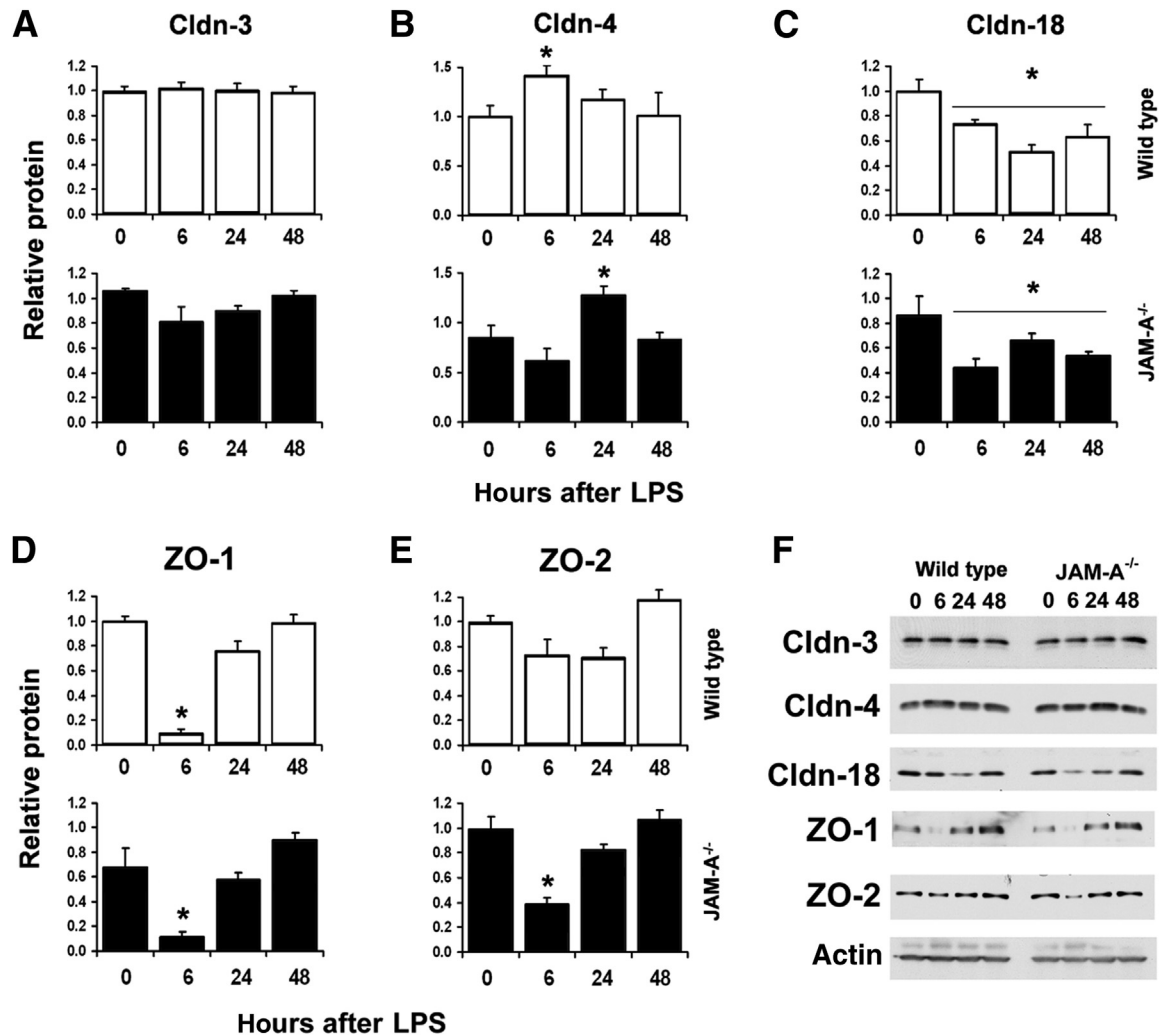 A
Cldn-3
B
Cldn-4
C
Cldn-18
Relative protein
1.2
1.0
0.8
0.6
0.4
0.2
0.0
0 6 24 48
*
1.5
1.0
1.5
0.0
0 6 24 48
*
1.2
1.0
0.8
0.6
0.4
0.2
0.0
0 6 24 48
Wild type
1.2
1.0
0.8
0.6
0.4
0.2
0.0
0 6 24 48
*
1.5
1.0
1.5
0.0
0 6 24 48
*
1.2
1.0
0.8
0.6
0.4
0.2
0.0
0 6 24 48
JAM-A-/-
Hours after LPS
D
ZO-1
E
ZO-2
F
Relative protein
1.2
1.0
0.8
0.6
0.4
0.2
0.0
*
0 6 24 48
1.2
1.0
0.8
0.6
0.4
0.2
0.0
0 6 24 48
Wild type
1.2
1.0
0.8
0.6
0.4
0.2
0.0
*
0 6 24 48
1.2
1.0
0.8
0.6
0.4
0.2
0.0
*
0 6 24 48
JAM-A-/-
Hours after LPS
Wild type JAM-A-/-
0 6 24 48 0 6 24 48
Cldn-3
Cldn-4
Cldn-18
ZO-1
ZO-2
Actin